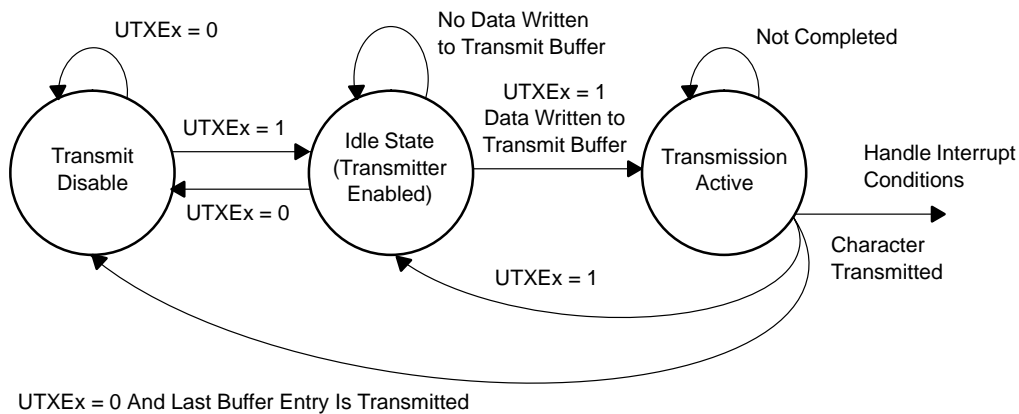 UTXEx = 0
No Data Written
to Transmit Buffer
Not Completed
UTXEx = 1
Data Written to
Transmit Buffer
UTXEx = 1
Transmit
Disable
Idle State
(Transmitter
Enabled)
Transmission
Active
Handle Interrupt
Conditions
UTXEx = 0
Character
Transmitted
UTXEx = 1
UTXEx = 0 And Last Buffer Entry Is Transmitted